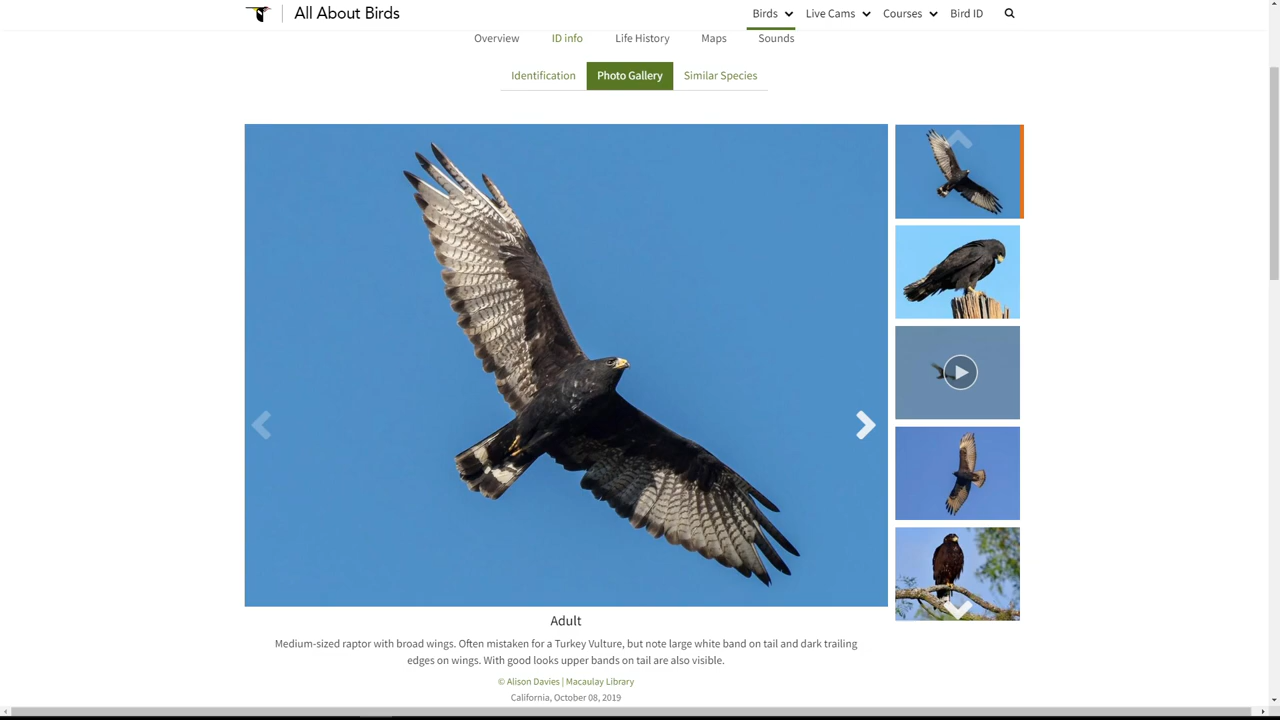 All About Birds
Birds Live Cams Courses Bird ID
Overview ID info Life History Maps Sounds
Identification Photo Gallery Similar Species
Adult
Medium-sized raptor with broad wings. Often mistaken for a Turkey Vulture, but note large white band on tail and dark trailing
edges on wings. With good looks upper bands on tail are also visible.
© Alison Davies | Macaulay Library
California, October 08, 2019